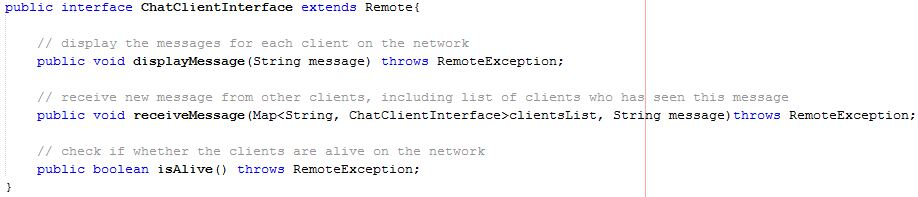 public interface ChatClientInterface extends Remote{
// display the messages for each client on the network
public void displayMessage(String message) throws RemoteException;
// receive new message from other clients, including list of clients who has seen this message
public void receiveMessage(Map<String, ChatClientInterface>clientsList, String message)throws RemoteException;
// check if whether the clients are alive on the network
public boolean isAlive() throws RemoteException;
}